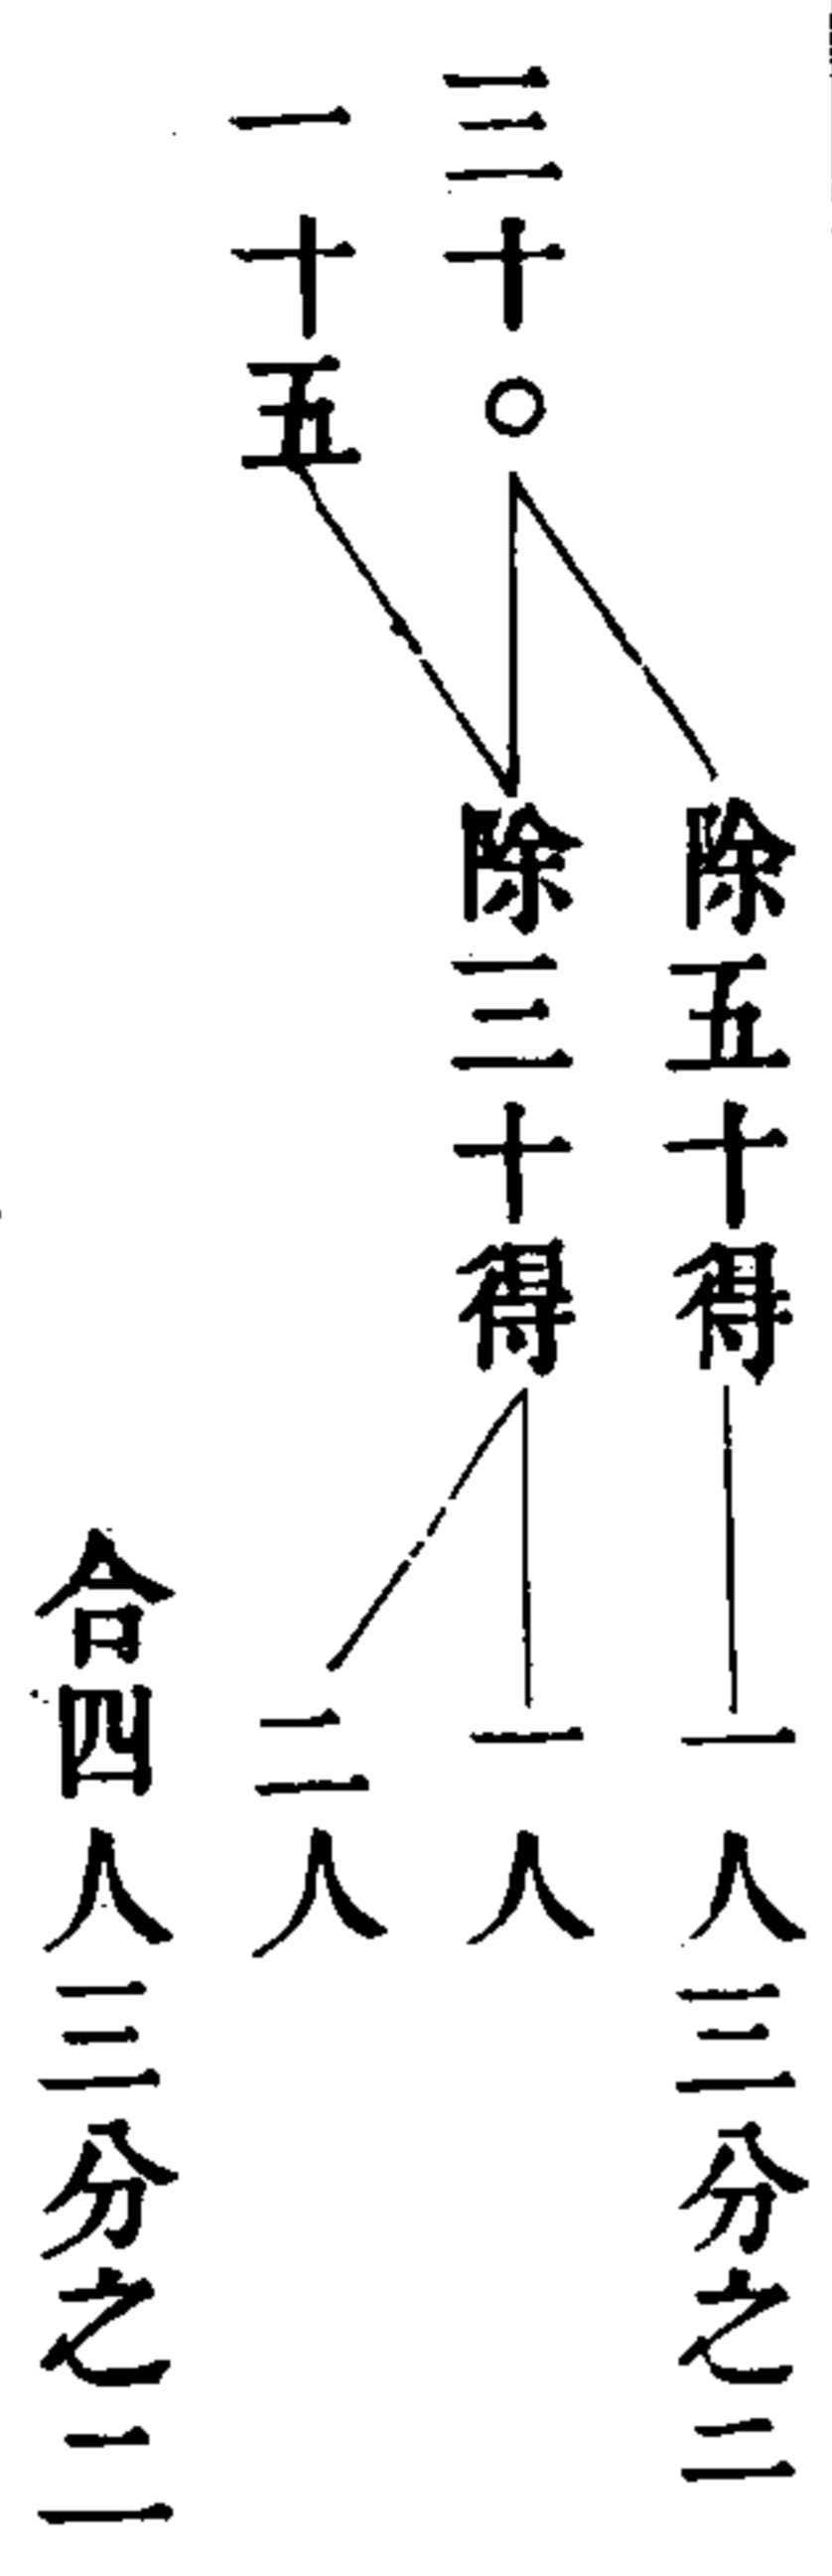 三十〇
一十五
除五十得
除三十得
一人三分之二
一人
二人
合四人三分之二